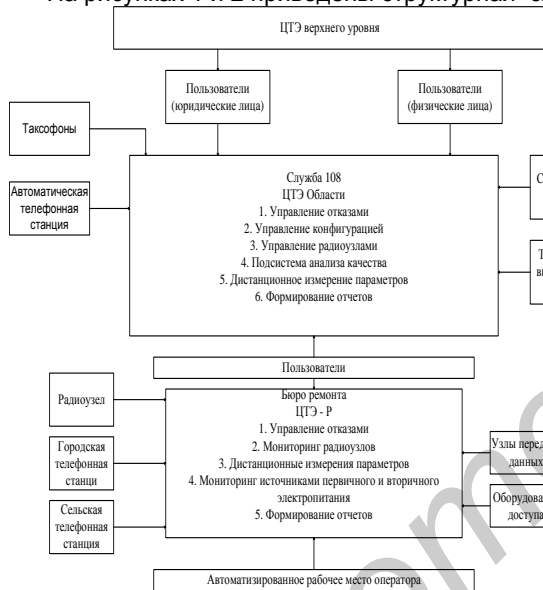 ЦТЭ верхнего уровня
Пользователи
(юридические лица)
Пользователи
(физические лица)
Таксофоны
Автоматическая
телефонная
станция
Служба 108
ЦТЭ Области
1. Управление отказами
2. Управление конфигурацией
3. Управление радиоузлами
4. Подсистема анализа качества
5. Дистанционное измерение параметров
6. Формирование отчетов
Пользователи
Радиоузел
Городская
телефонная
станци
Сельская
телефонная
станция
Бюро ремонта
ЦТЭ - Р
1. Управление отказами
2. Мониторинг радиоузлов
3. Дистанционные измерения параметров
4. Мониторинг источниками первичного и вторичного
электропитания
5. Формирование отчетов
Узлы перед
данных
Оборудова
доступа
Автоматизированное рабочее место оператора